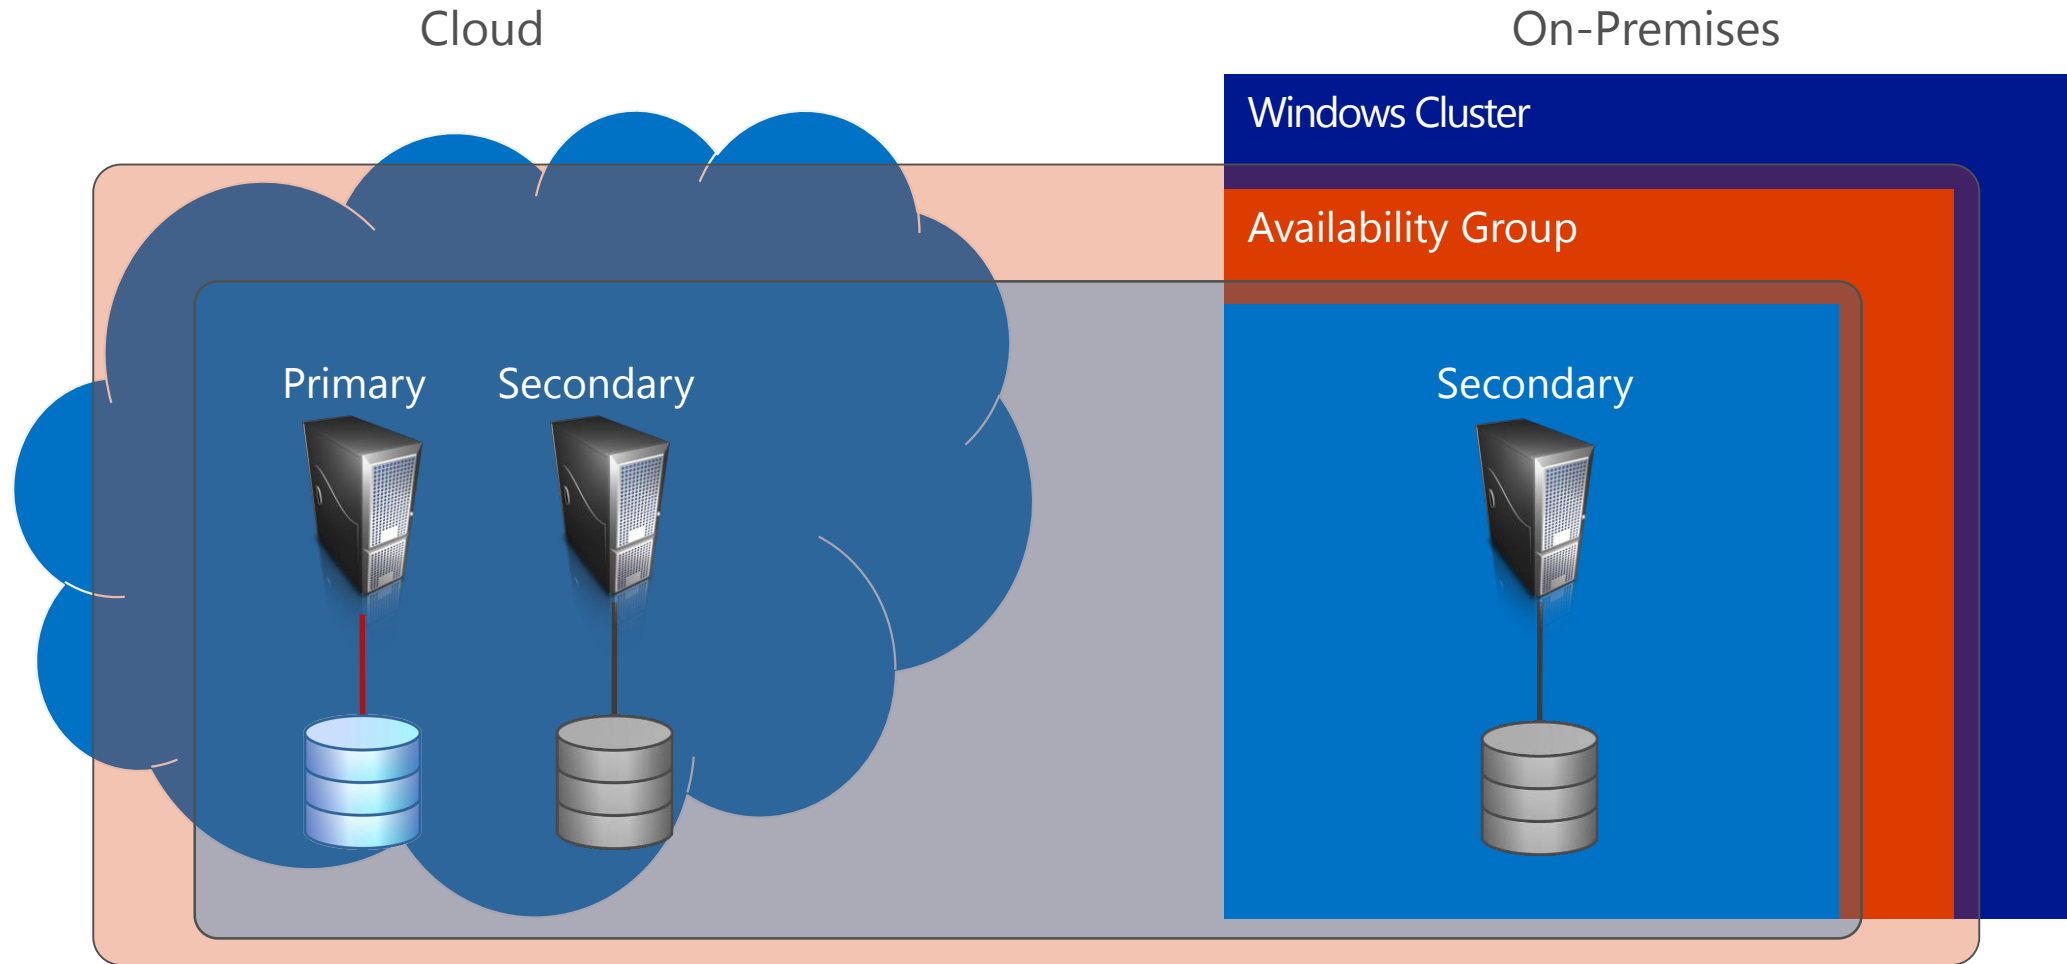 Cloud
On-Premises
Windows Cluster
Availability Group
Primary
Secondary
Secondary